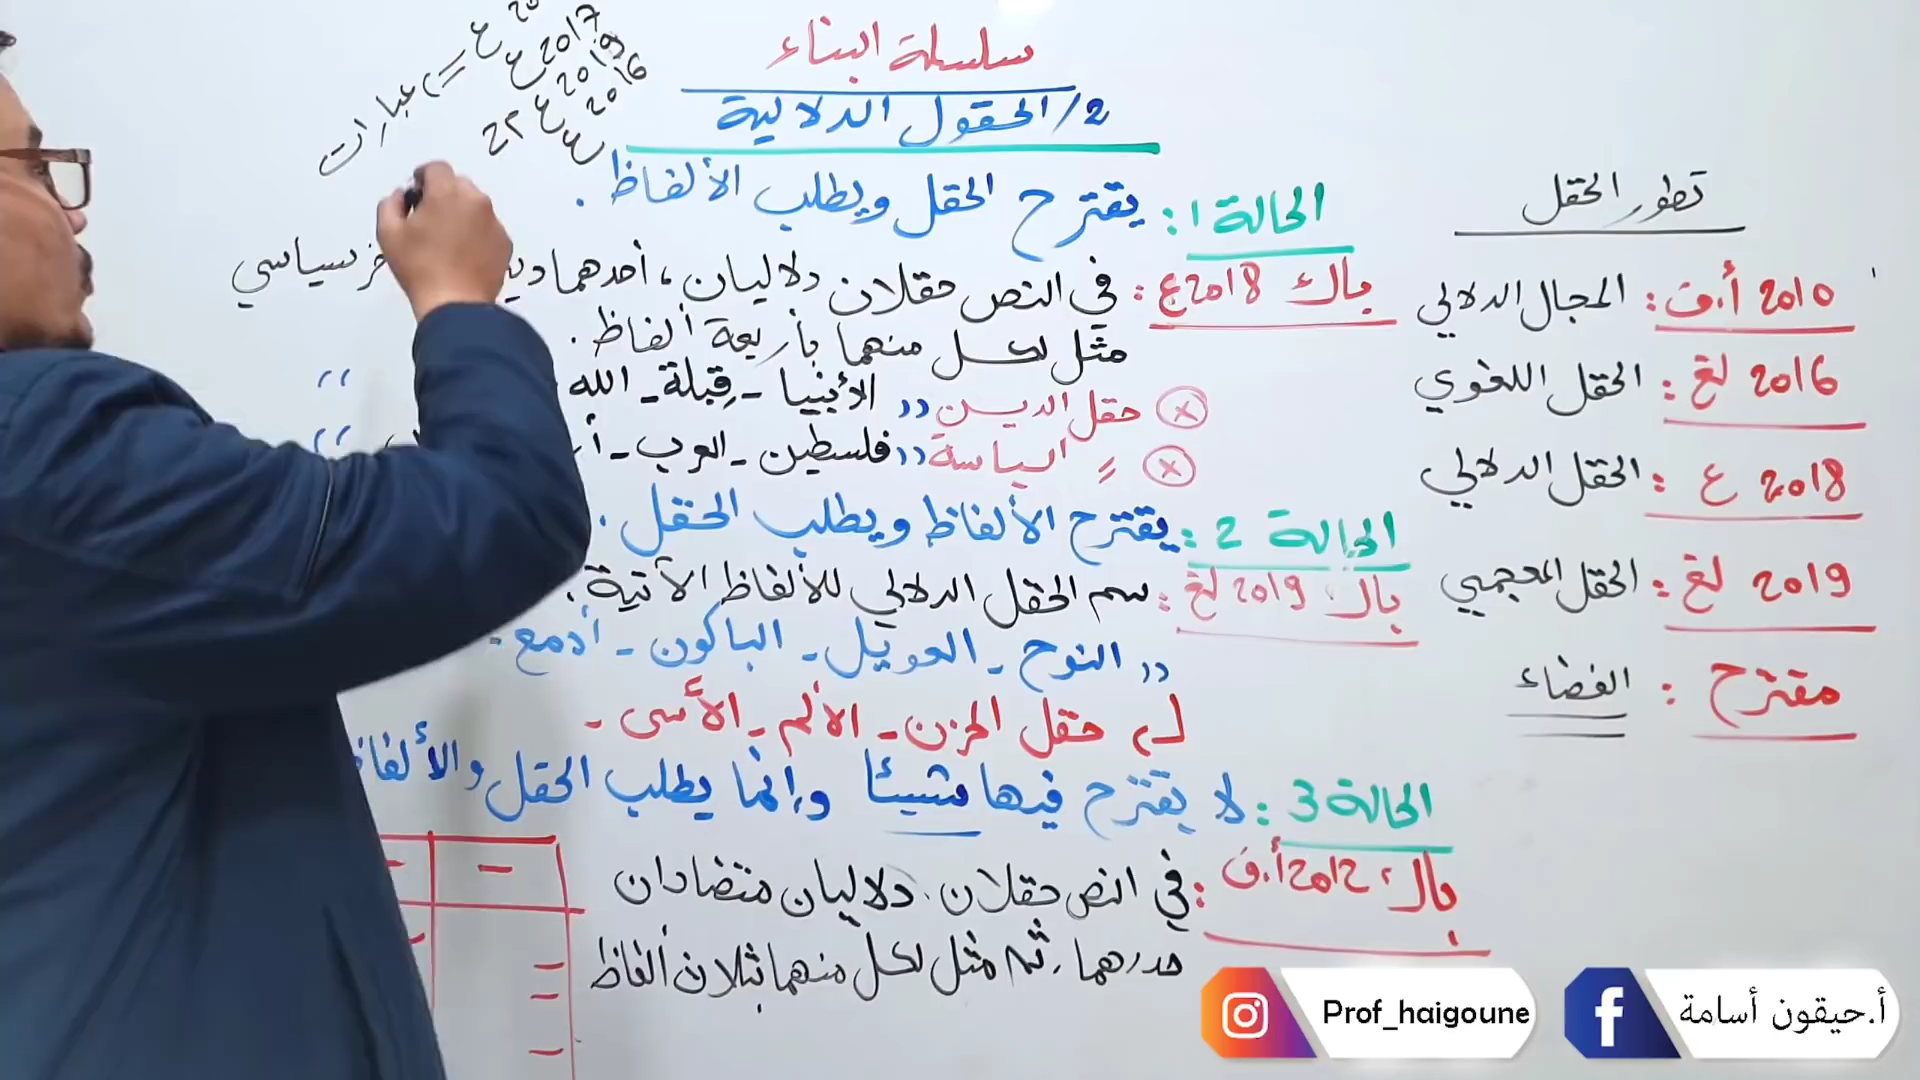 سلسلة البناء
2/ الحقول الدلالية
عبارات
ع 2017
ع 2019
ع 2016
الحالة 1: يقترح الحقل ويطلب الألفاظ.
باك 2018 ع: في النص حقلان دلاليان، أحدهما سياسي
مثّل لكل منهما بأربعة ألفاظ.
حقل الدين ,, الأنبيا - قِبلة - الله
= السياسة ,, فلسطين - العرب -
الحالة 2: يقترح الألفاظ ويطلب الحقل.
باك 2019 لغ: سم الحقل الدلالي للألفاظ الآتية:
,, النوح - العويل - الباكون - أدمع -
حقل الحزن - الألم - الأسى -
الحالة 3: لا يقترح فيها شيئا وإنما يطلب الحقل والألفاظ
باك 2012 أ.ف: في النص حقلان دلاليان متضادان
حددهما، ثم مثل لكل منهما بثلاث ألفاظ
تطور الحقل
2010 أ.ف: المجال الدلالي
2016 لغ: الحقل اللغوي
2018 ع: الحقل الدلالي
2019 لغ: الحقل المعجمي
مقترح: الفضاء
Prof_haigoune
أ.حيقون أسامة